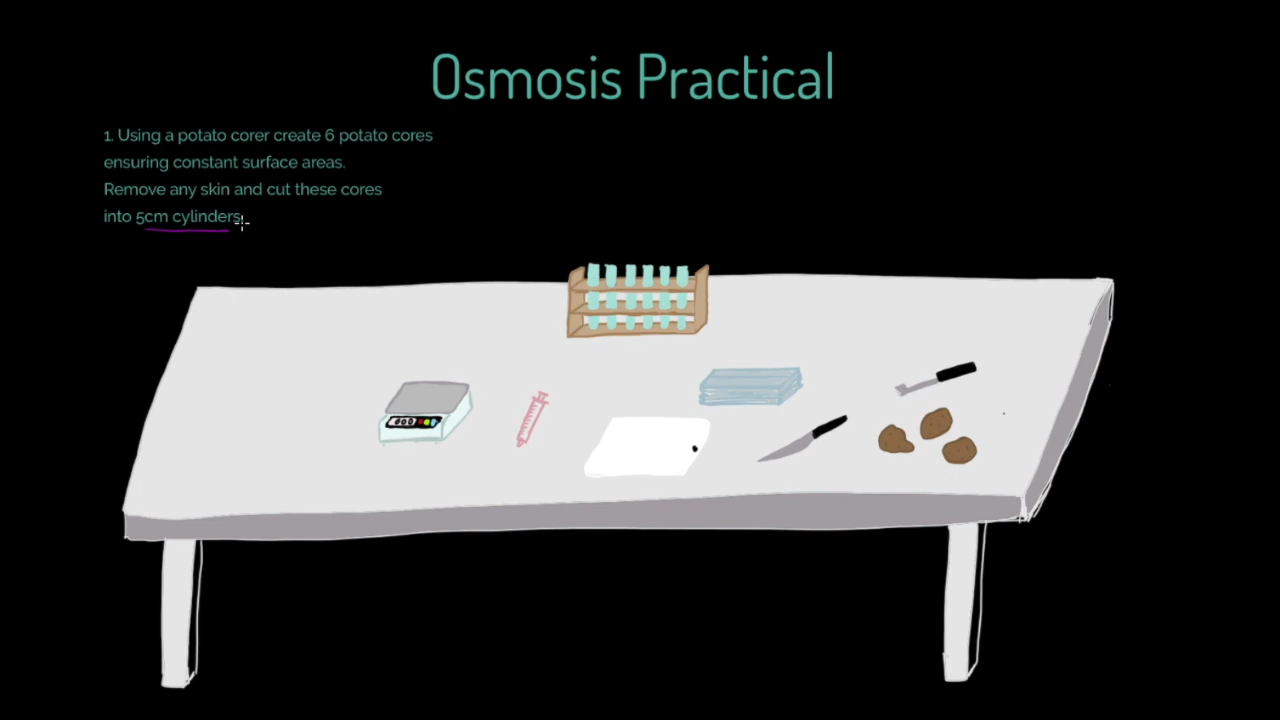 Osmosis Practical
1. Using a potato corer create 6 potato cores
ensuring constant surface areas.
Remove any skin and cut these cores
into 5cm cylinders